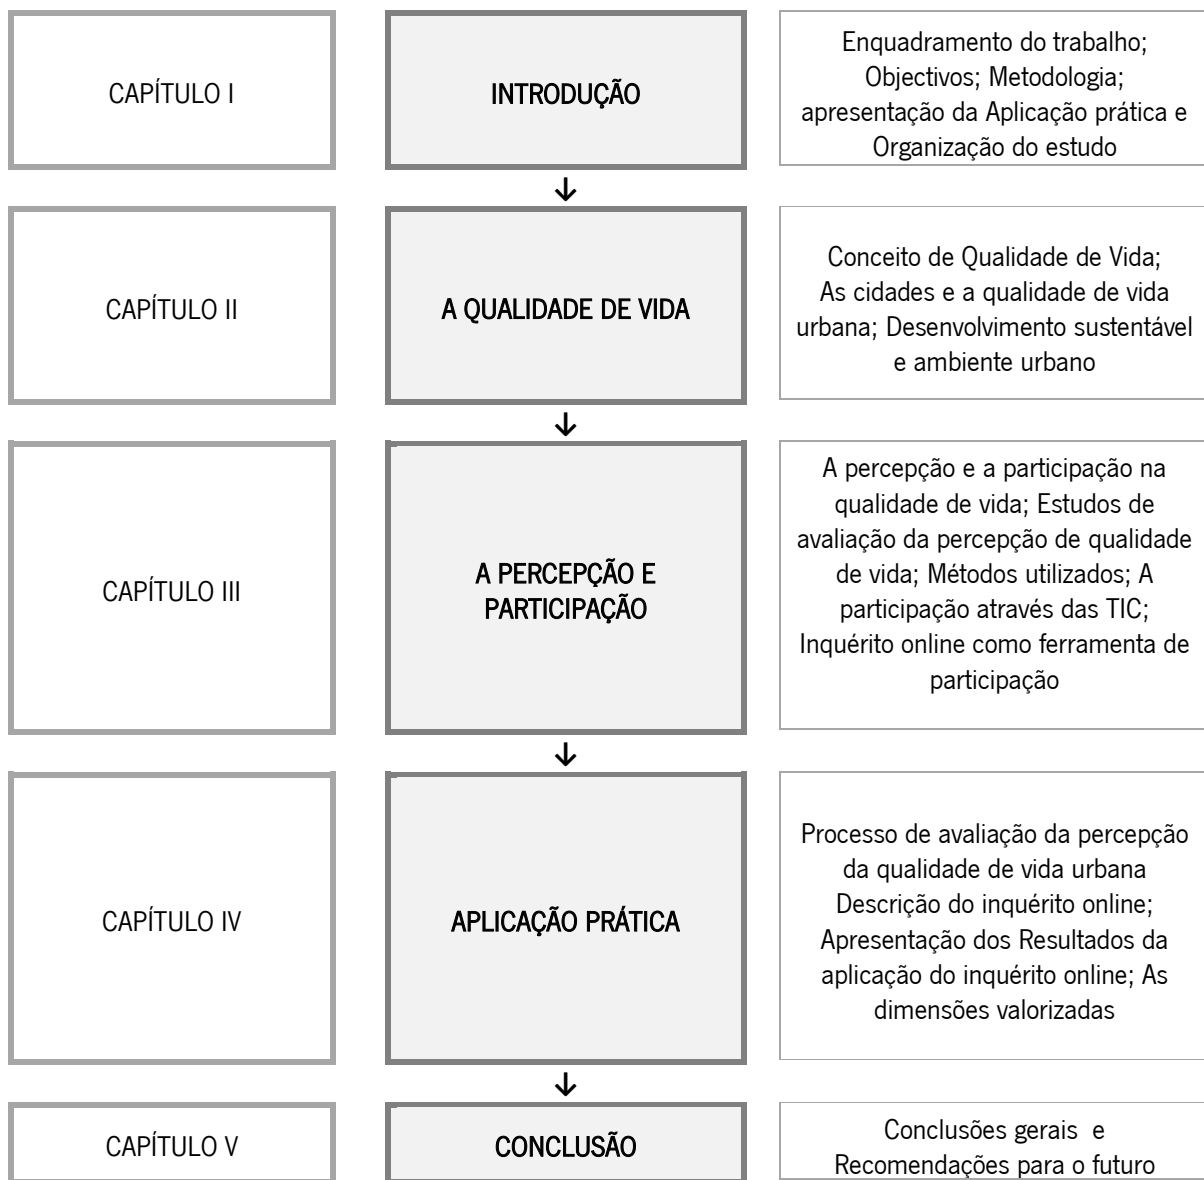 CAPÍTULO I
INTRODUÇÃO
Enquadramento do trabalho;
Objectivos; Metodologia;
apresentação da Aplicação prática e
Organização do estudo
CAPÍTULO II
A QUALIDADE DE VIDA
Conceito de Qualidade de Vida;
As cidades e a qualidade de vida
urbana; Desenvolvimento sustentável
e ambiente urbano
CAPÍTULO III
A PERCEPÇÃO E
PARTICIPAÇÃO
A percepção e a participação na
qualidade de vida; Estudos de
avaliação da percepção de qualidade
de vida; Métodos utilizados; A
participação através das TIC;
Inquérito online como ferramenta de
participação
CAPÍTULO IV
APLICAÇÃO PRÁTICA
Processo de avaliação da percepção
da qualidade de vida urbana
Descrição do inquérito online;
Apresentação dos Resultados da
aplicação do inquérito online; As
dimensões valorizadas
CAPÍTULO V
CONCLUSÃO
Conclusões gerais e
Recomendações para o futuro